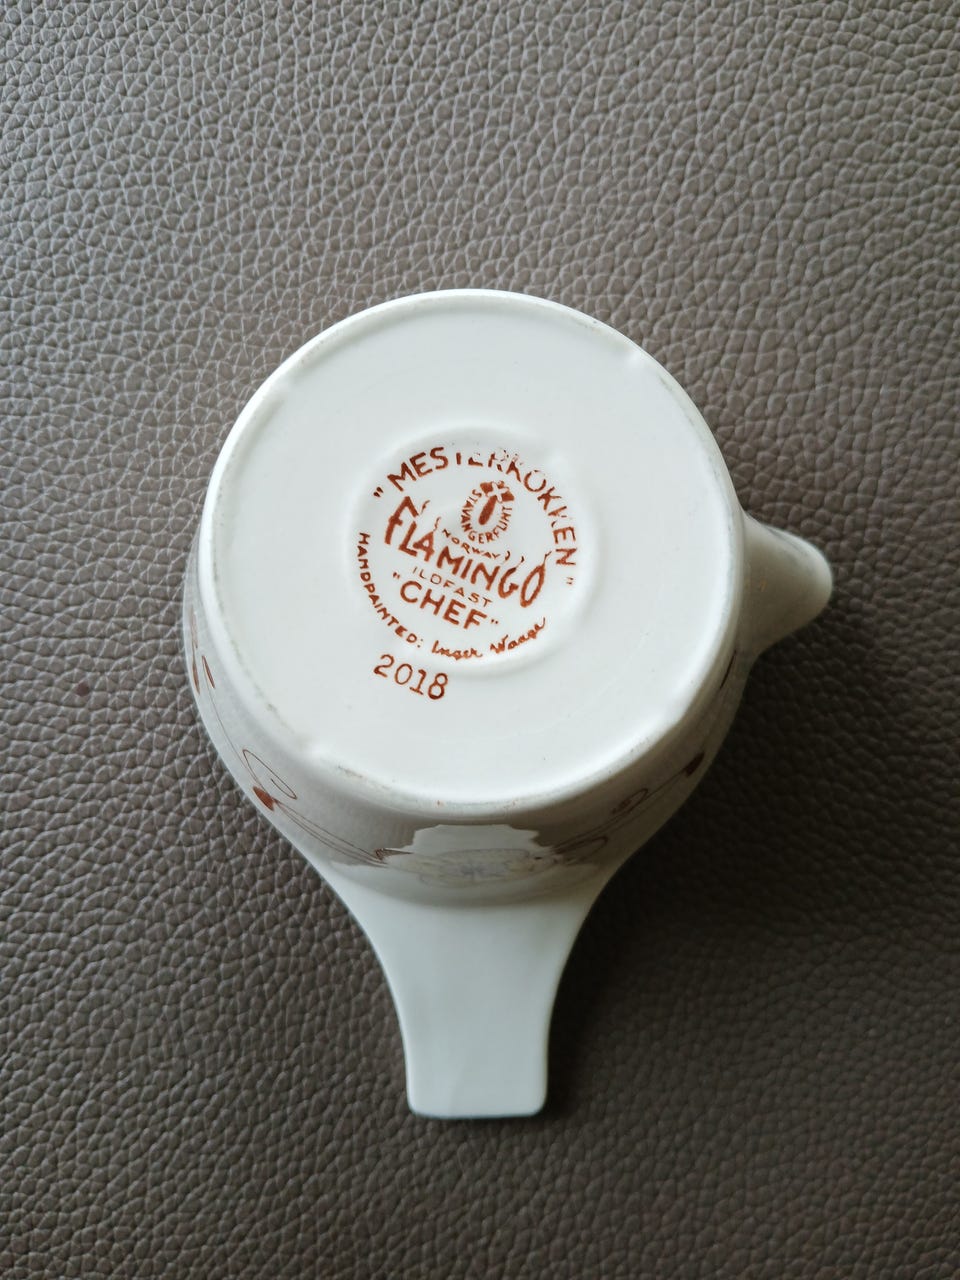 "MESTERKOKKEN"
STAVANGERFLINT
NORWAY
FLAMINGO
ILDFAST
"CHEF"
HANDPAINTED: Inger Waage
2018